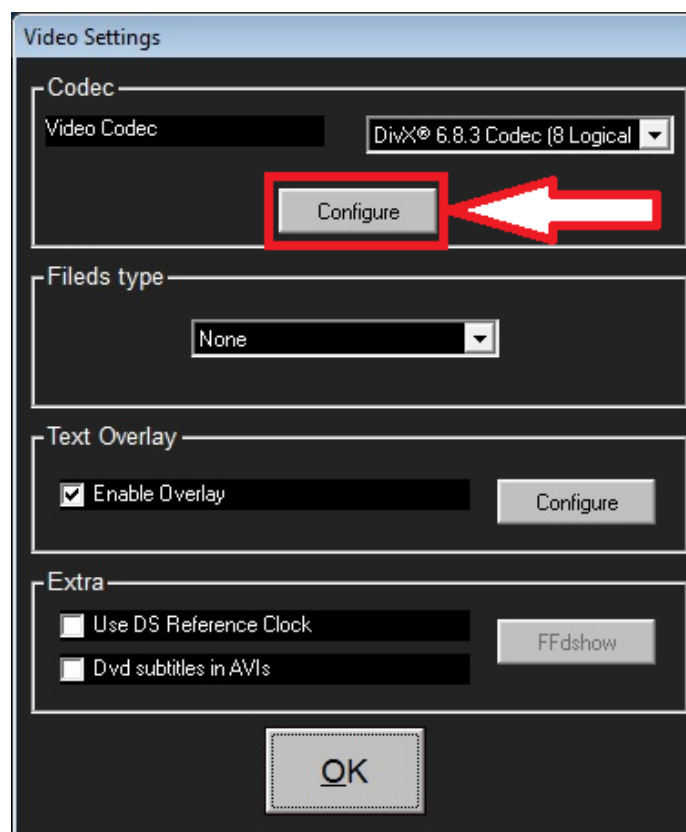 Video Settings
Codec
Video Codec
DivX® 6.8.3 Codec (8 Logical
Configure
Fileds type
None
Text Overlay
Enable Overlay
Configure
Extra
Use DS Reference Clock
FFdshow
Dvd subtitles in AVIs
OK